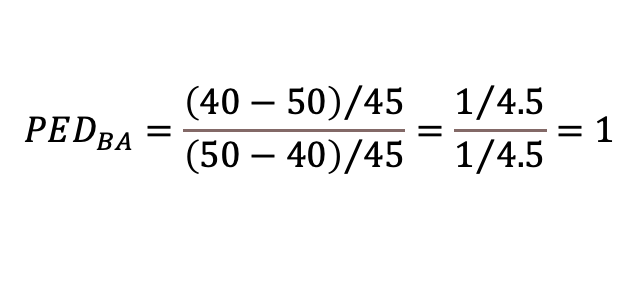 PED_BA = (40 − 50)/45 / (50 − 40)/45 = 1/4.5 / 1/4.5 = 1